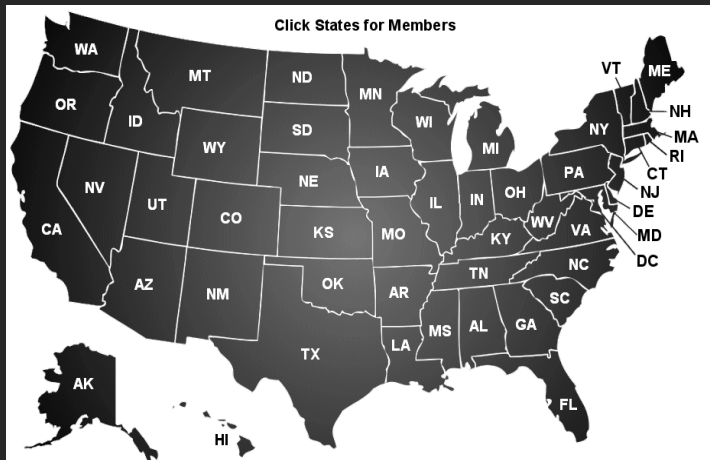 Click States for Members
WA
MT
ND
MN
VT
ME
OR
ID
SD
WI
NH
WY
MI
NY
MA
RI
NV
UT
NE
IA
PA
CT
CA
CO
IL
IN
OH
NJ
KS
MO
WV
DE
KY
VA
MD
AZ
NM
OK
AR
TN
NC
DC
SC
TX
LA
MS
AL
GA
AK
FL
HI